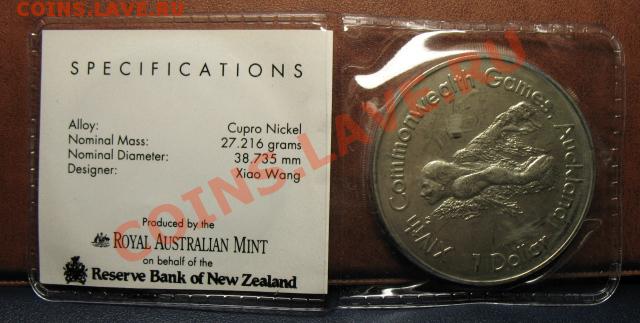 COINS.LAVE.RU
SPECIFICATIONS
Alloy: Cupro Nickel
Nominal Mass: 27.216 grams
Nominal Diameter: 38.735 mm
Designer: Xiao Wang
Produced by the
ROYAL AUSTRALIAN MINT
on behalf of the
Reserve Bank of New Zealand
XIVth Commonwealth Games, Auckland
1 Dollar
COINS.LAVE.RU